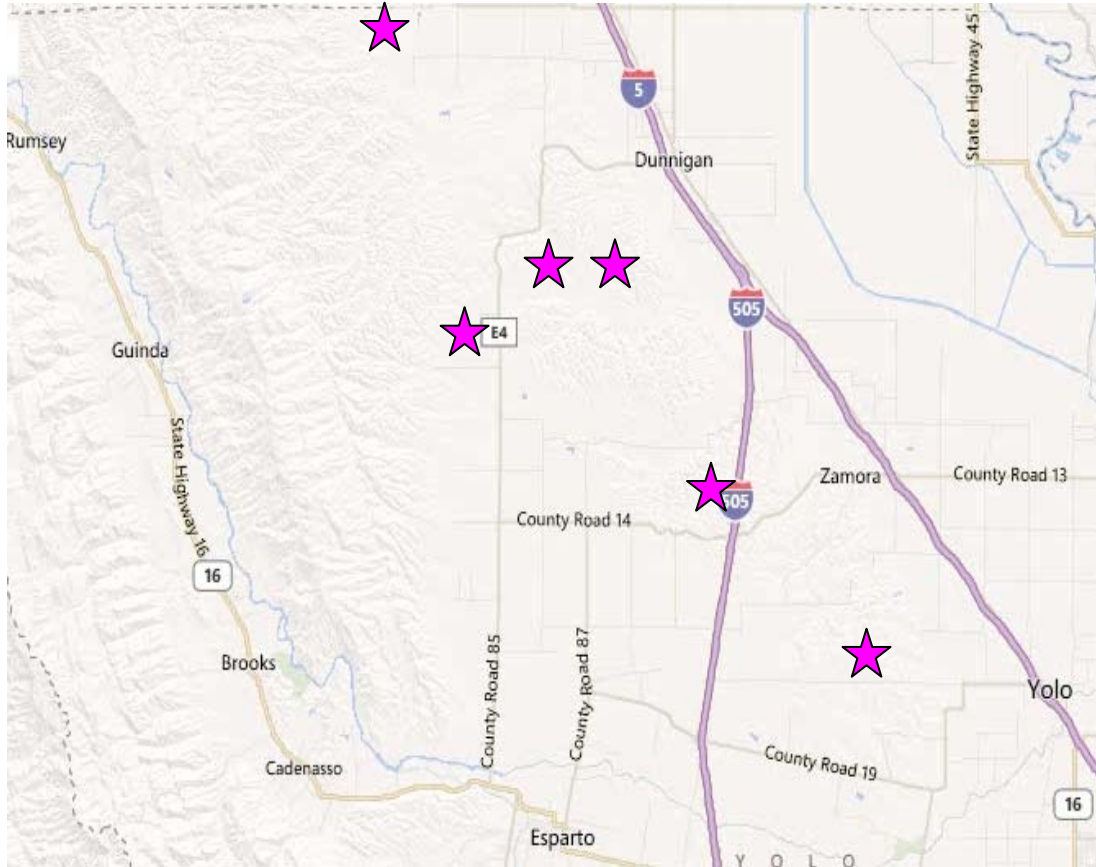 State Highway 45
5
Rumsey
Dunnigan
505
E4
Guinda
State Highway 16
Zamora
County Road 13
505
County Road 14
16
County Road 85
County Road 87
Brooks
Yolo
County Road 19
Cadenasso
16
Esparto
YOLO